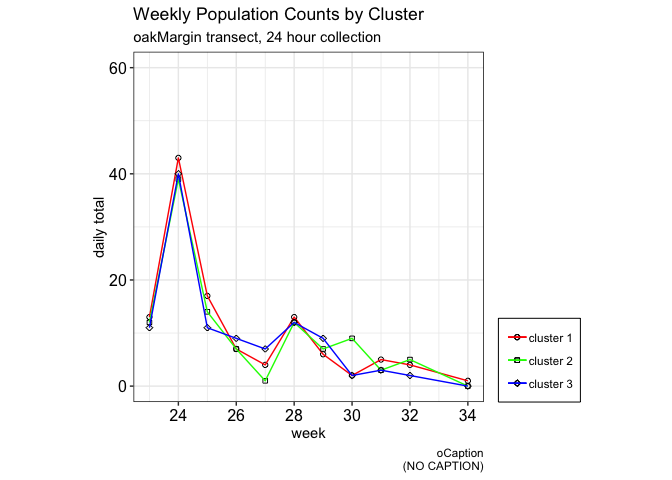 Weekly Population Counts by Cluster
oakMargin transect, 24 hour collection
60
40
20
0
daily total
24 26 28 30 32 34
week
cluster 1
cluster 2
cluster 3
oCaption
(NO CAPTION)